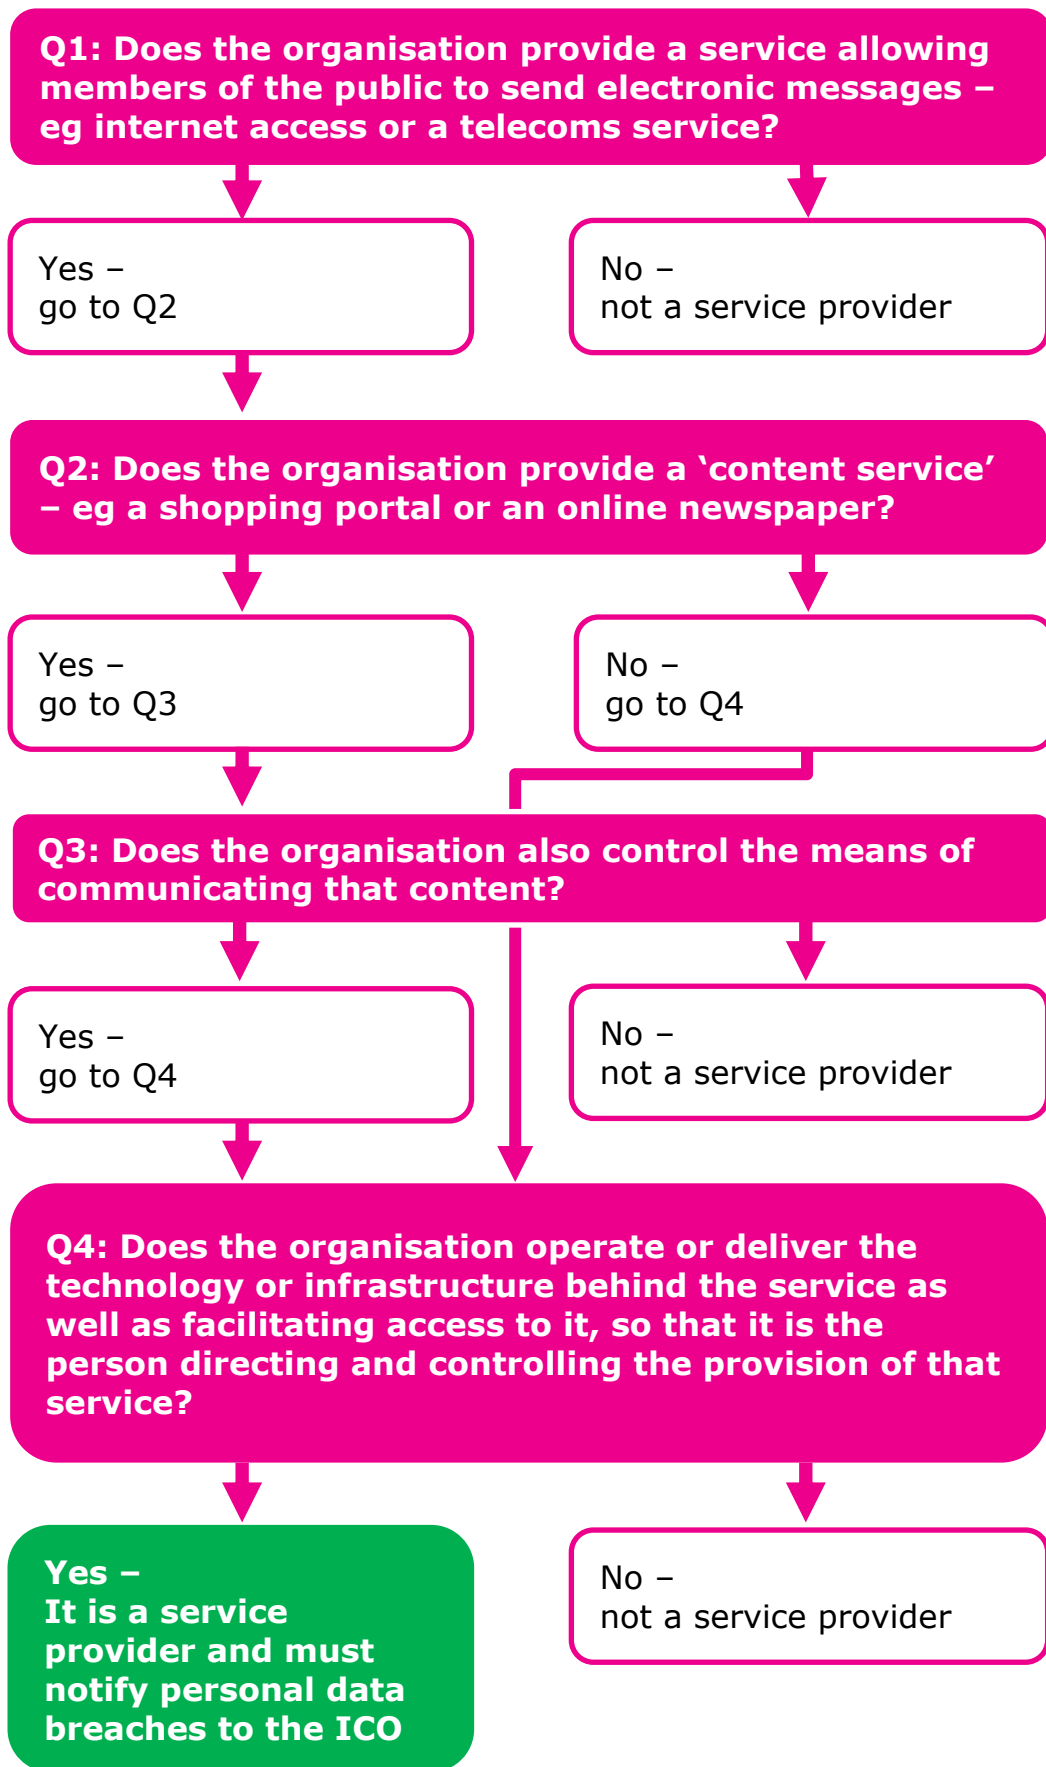 Q1: Does the organisation provide a service allowing
members of the public to send electronic messages –
eg internet access or a telecoms service?
Yes –
go to Q2
No –
not a service provider
Q2: Does the organisation provide a ‘content service’
– eg a shopping portal or an online newspaper?
Yes –
go to Q3
No –
go to Q4
Q3: Does the organisation also control the means of
communicating that content?
Yes –
go to Q4
No –
not a service provider
Q4: Does the organisation operate or deliver the
technology or infrastructure behind the service as
well as facilitating access to it, so that it is the
person directing and controlling the provision of that
service?
Yes –
It is a service
provider and must
notify personal data
breaches to the ICO
No –
not a service provider